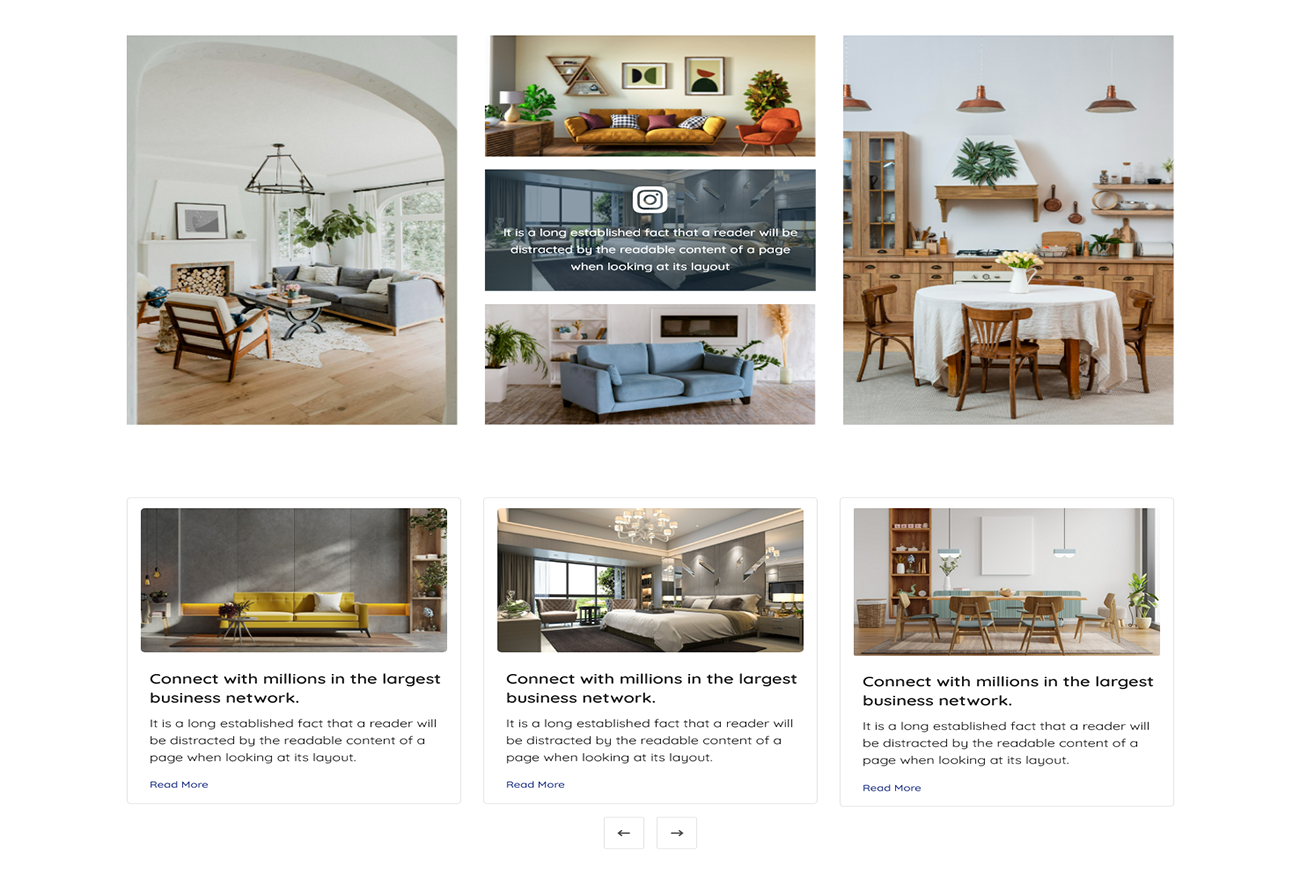 It is a long established fact that a reader will be
distracted by the readable content of a page
when looking at its layout
Connect with millions in the largest
business network.
It is a long established fact that a reader will
be distracted by the readable content of a
page when looking at its layout.
Read More
Connect with millions in the largest
business network.
It is a long established fact that a reader will
be distracted by the readable content of a
page when looking at its layout.
Read More
Connect with millions in the largest
business network.
It is a long established fact that a reader will
be distracted by the readable content of a
page when looking at its layout.
Read More